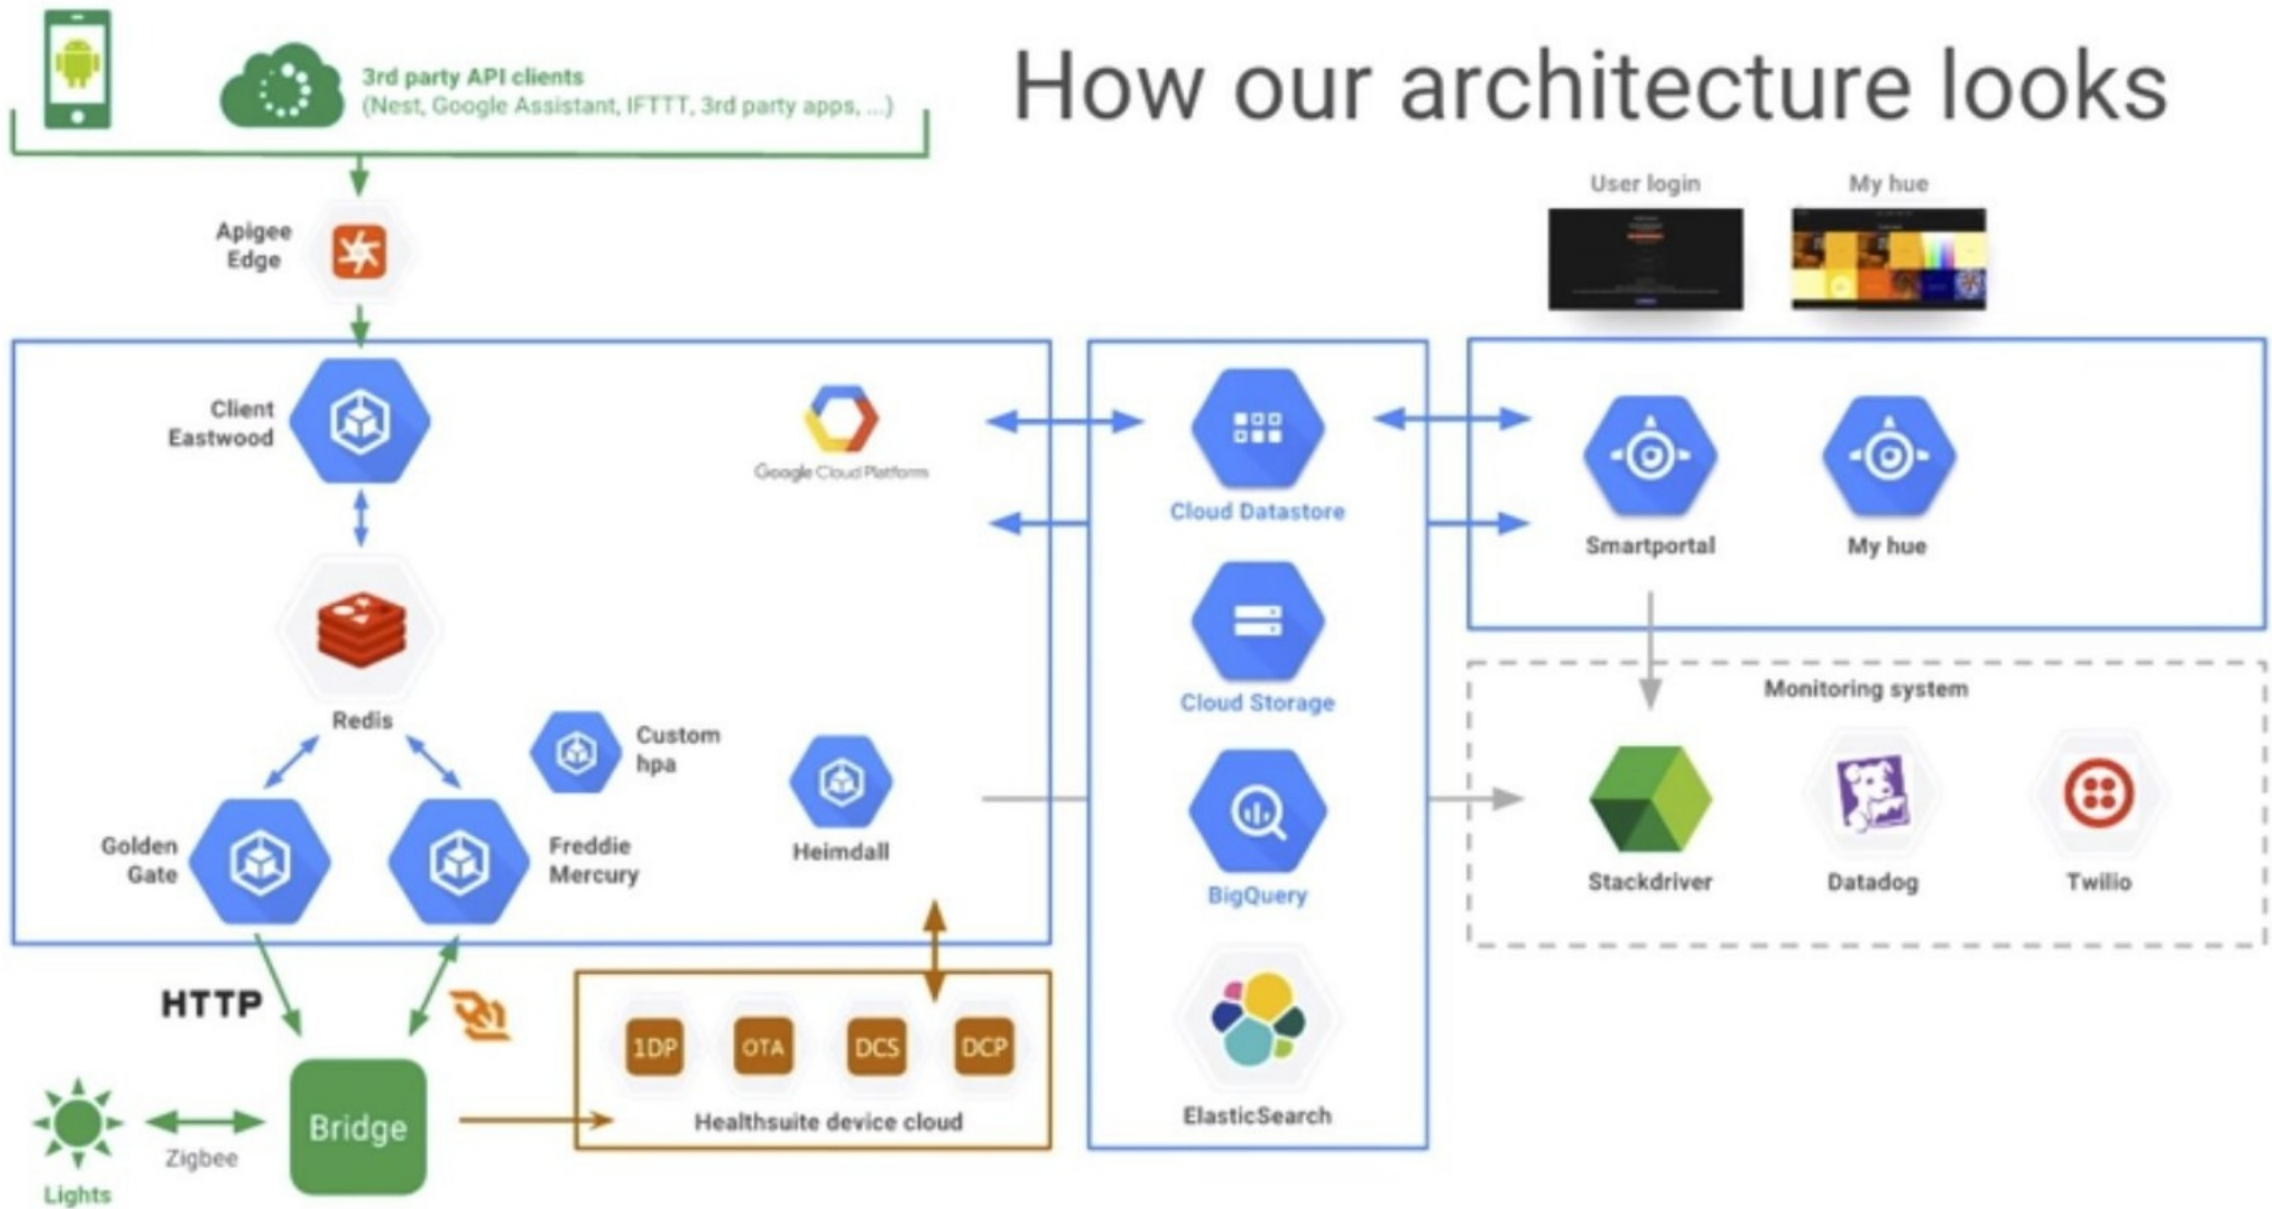 How our architecture looks
3rd party API clients
(Nest, Google Assistant, IFTTT, 3rd party apps, ...)
Apigee
Edge
User login
My hue
Client
Eastwood
Google Cloud Platform
Redis
Custom
hpa
Golden
Gate
Freddie
Mercury
Heimdall
Cloud Datastore
Cloud Storage
BigQuery
ElasticSearch
Smartportal
My hue
Monitoring system
Stackdriver
Datadog
Twilio
HTTP
1DP
OTA
DCS
DCP
Healthsuite device cloud
Bridge
Zigbee
Lights